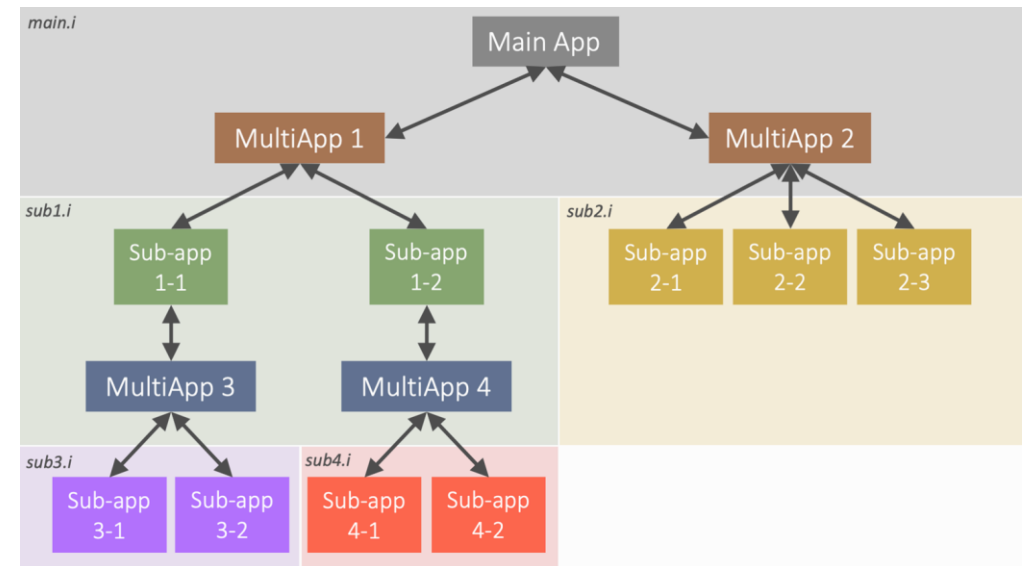 main.i
Main App
MultiApp 1
MultiApp 2
sub1.i
sub2.i
Sub-app
1-1
Sub-app
1-2
Sub-app
2-1
Sub-app
2-2
Sub-app
2-3
MultiApp 3
MultiApp 4
sub3.i
sub4.i
Sub-app
3-1
Sub-app
3-2
Sub-app
4-1
Sub-app
4-2